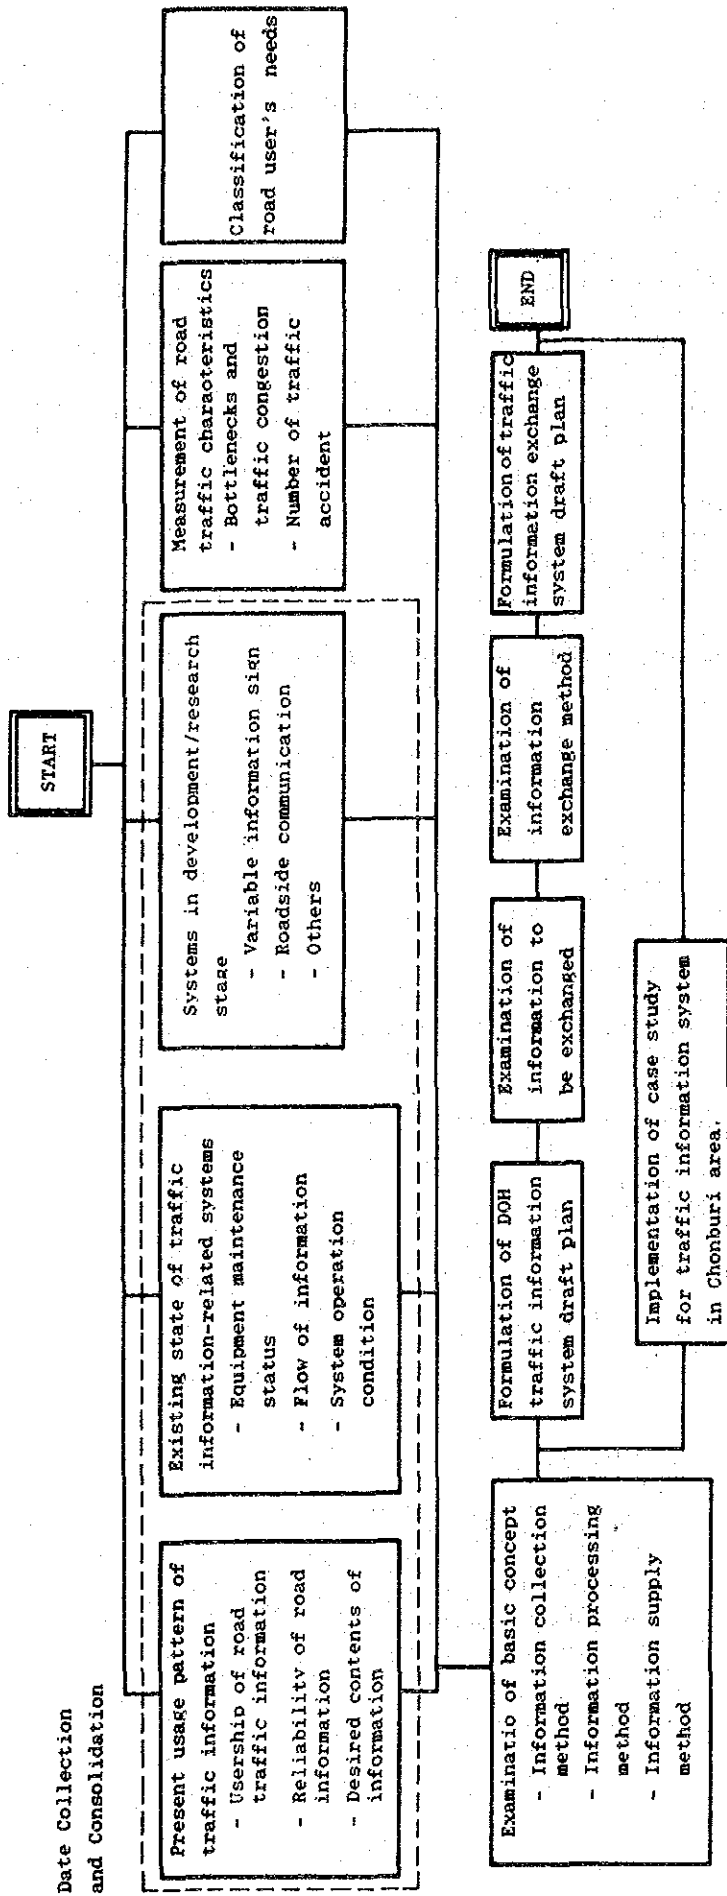 Date Collection
and Consolidation
START
Present usage pattern of
traffic information
- Usership of road
traffic information
- Reliability of road
information
- Desired contents of
information
Existing state of traffic
information-related systems
- Equipment maintenance
status
- Flow of information
- System operation
condition
Systems in development/research
stage
- Variable information sign
- Roadside communication
- Others
Measurement of road
traffic characteristics
- Bottlenecks and
traffic congestion
- Number of traffic
accident
Classification of
road user's needs
Examinatio of basic concept
- Information collection
method
- Information processing
method
- Information supply
method
Formulation of DOH
traffic information
system draft plan
Examination of
information to
be exchanged
Examination of
information
exchange method
Formulation of traffic
information exchange
system draft plan
END
Implementation of case study
for traffic information system
in Chonburi area.